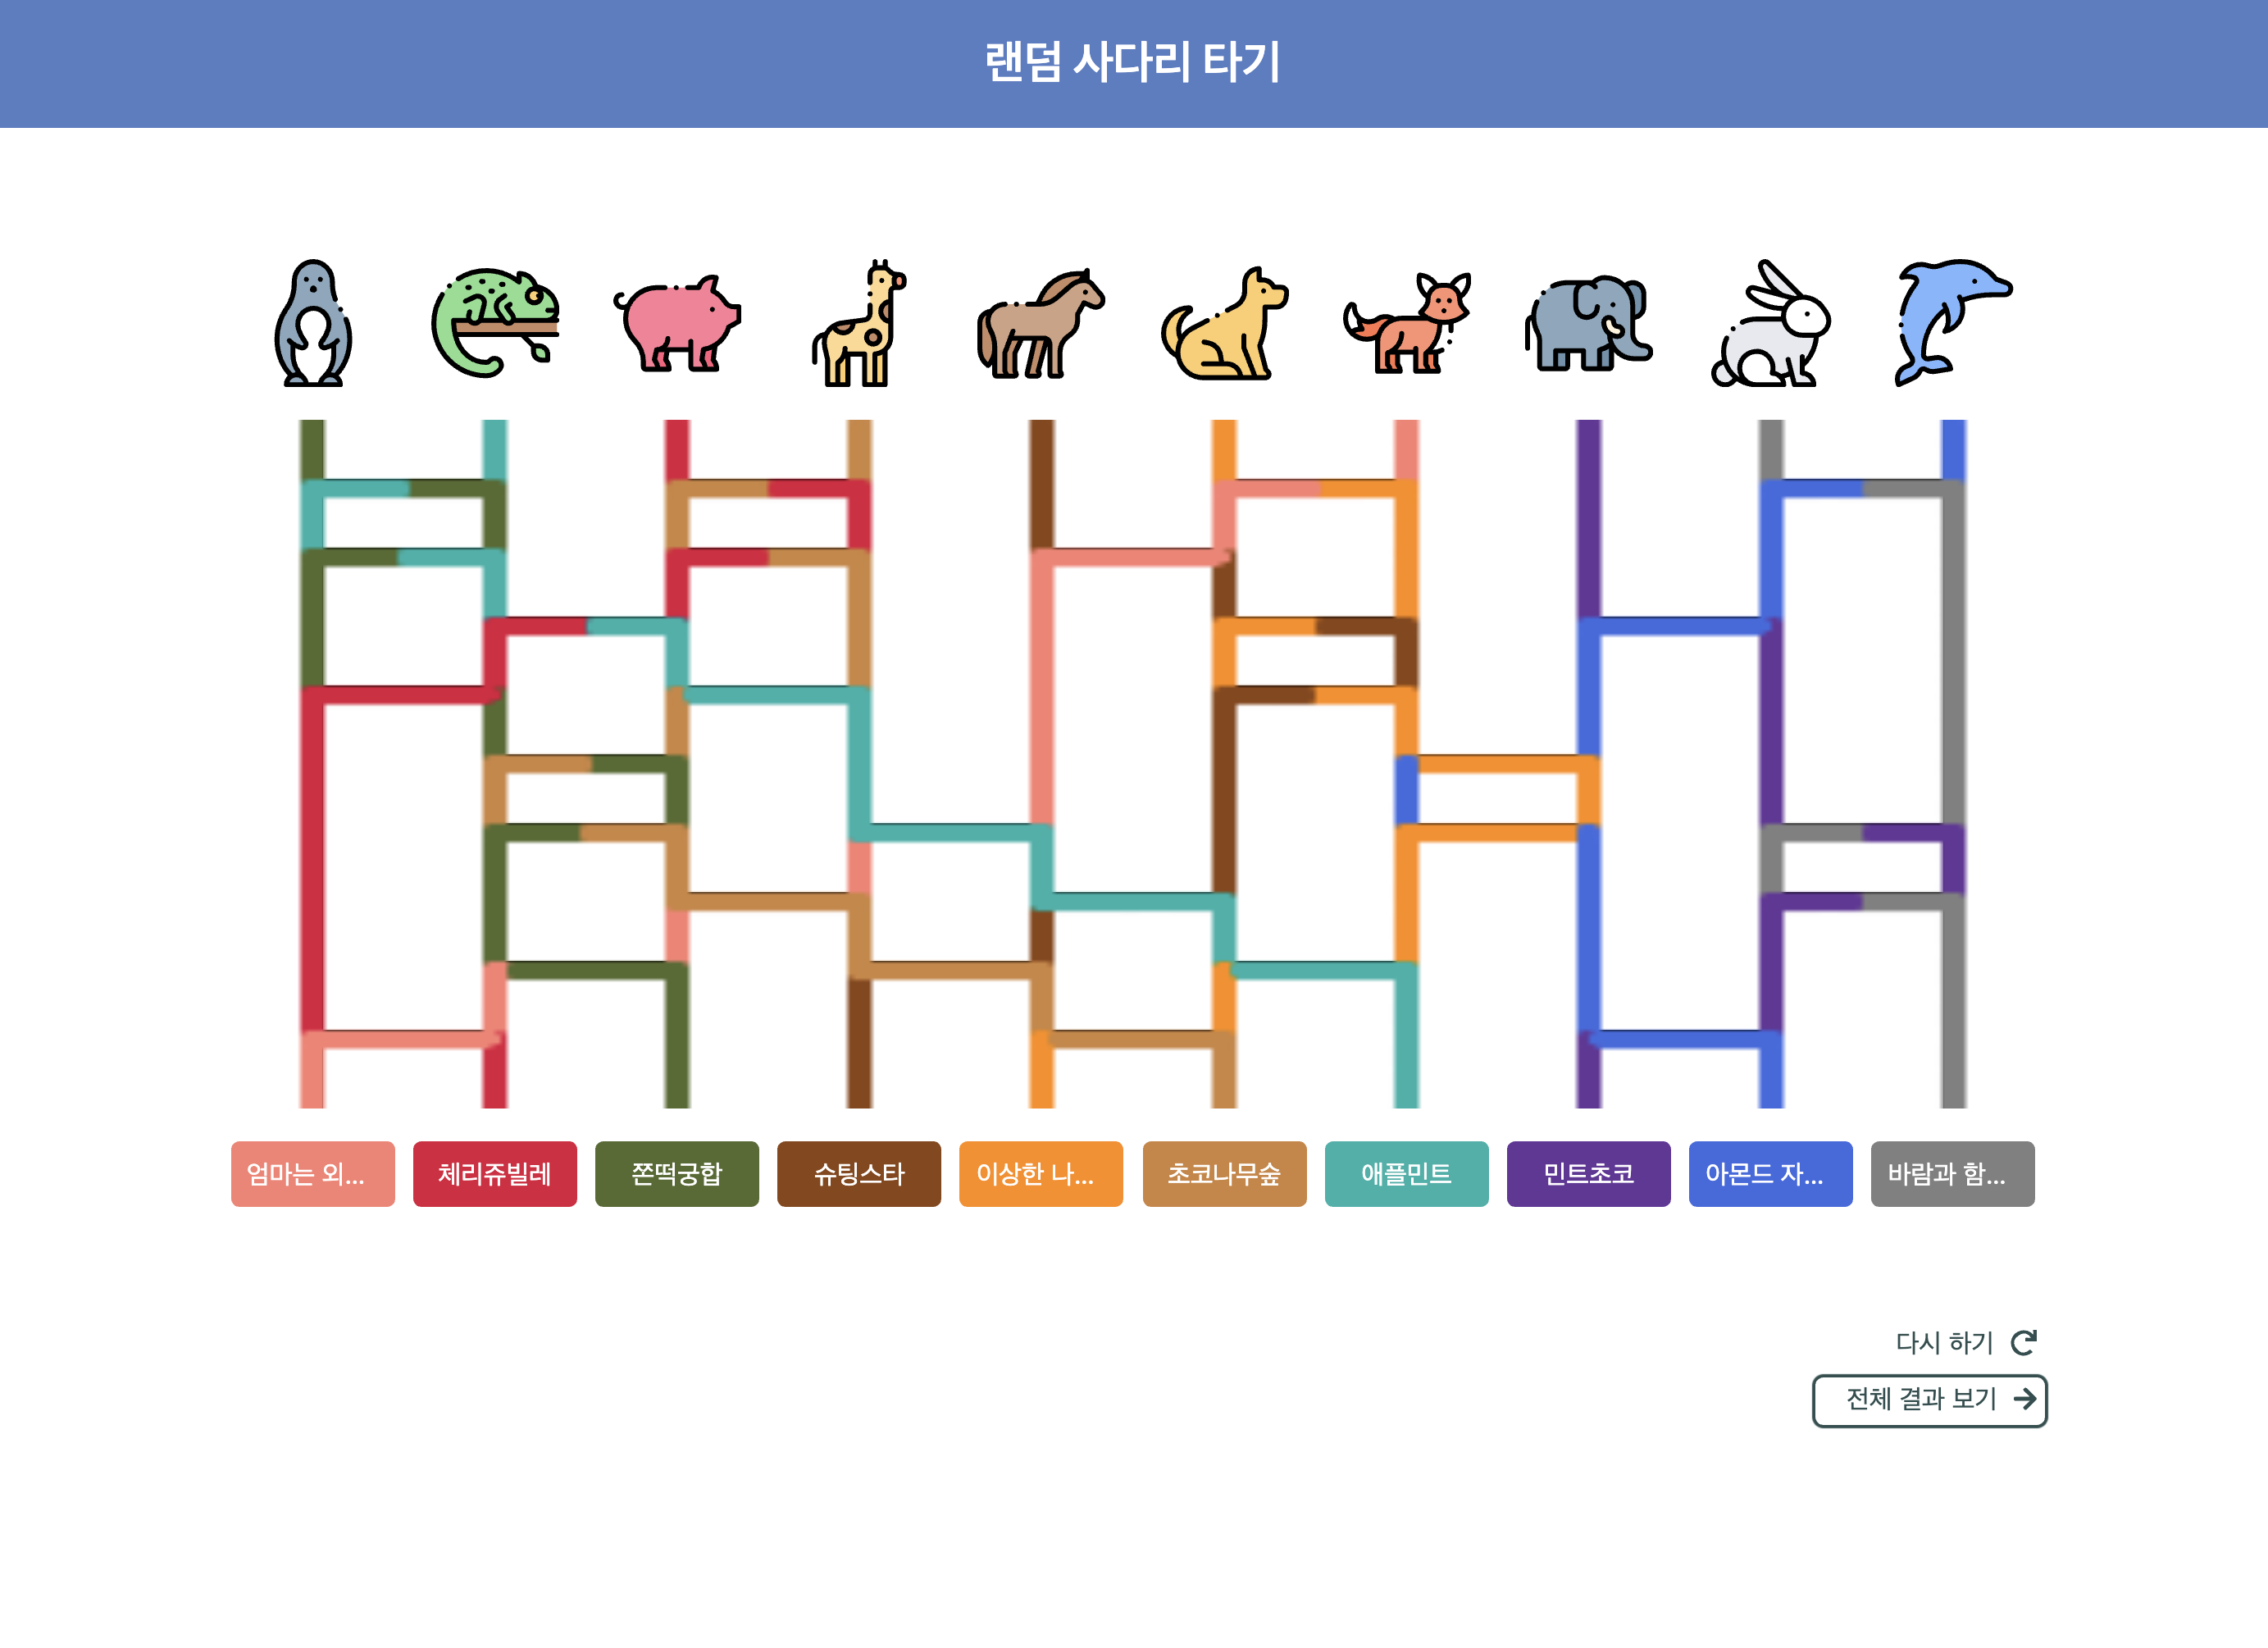 랜덤 사다리 타기
엄마는 외...
체리쥬빌레
쫀떡궁합
슈팅스타
이상한 나...
초코나무숲
애플민트
민트초코
아몬드 자...
바람과 함...
다시 하기
전체 결과 보기